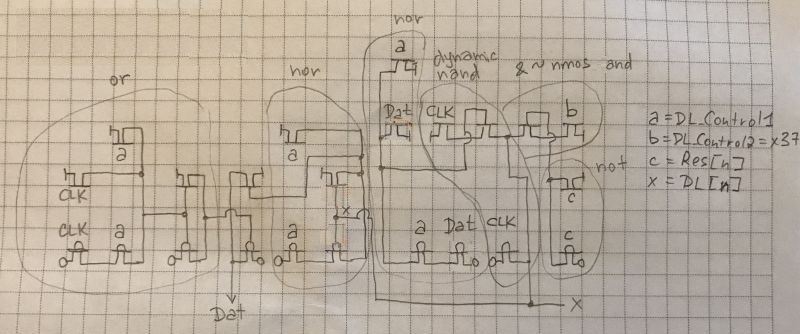 nor
a
dynamic
nand
& ~ nmos and
or
nor
Dat
CLK
b
a
a
not
CLK
c
x
CLK
a
a
a
Dat
CLK
c
Dat
x
a = DL_Control1
b = DL_Control2 = x37
c = Res[n]
x = DL[n]